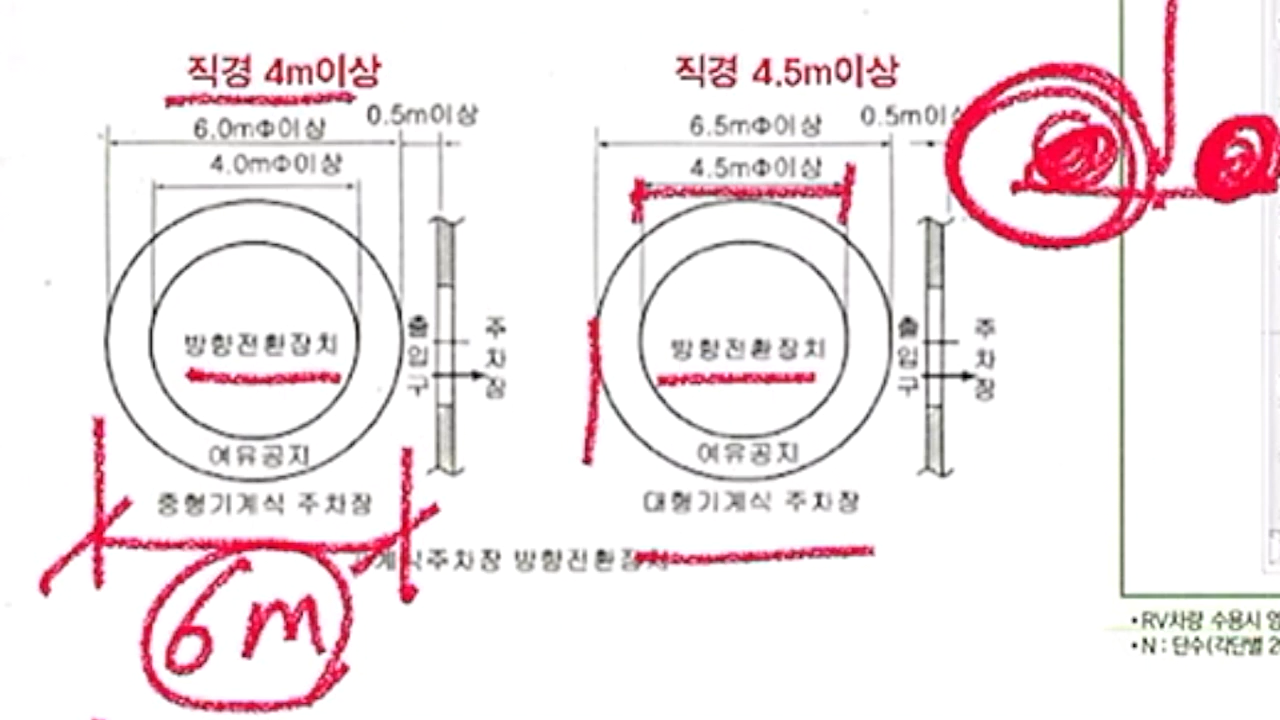 직경 4m이상
6.0mΦ이상
0.5m이상
4.0mΦ이상
방향전환장치
여유공지
출입구
주차장
중형기계식 주차장
직경 4.5m이상
6.5mΦ이상
0.5m이상
4.5mΦ이상
방향전환장치
여유공지
출입구
주차장
대형기계식 주차장
기계식주차장 방향전환장치
6m
•RV차량 수용시
•N : 단수(각단별